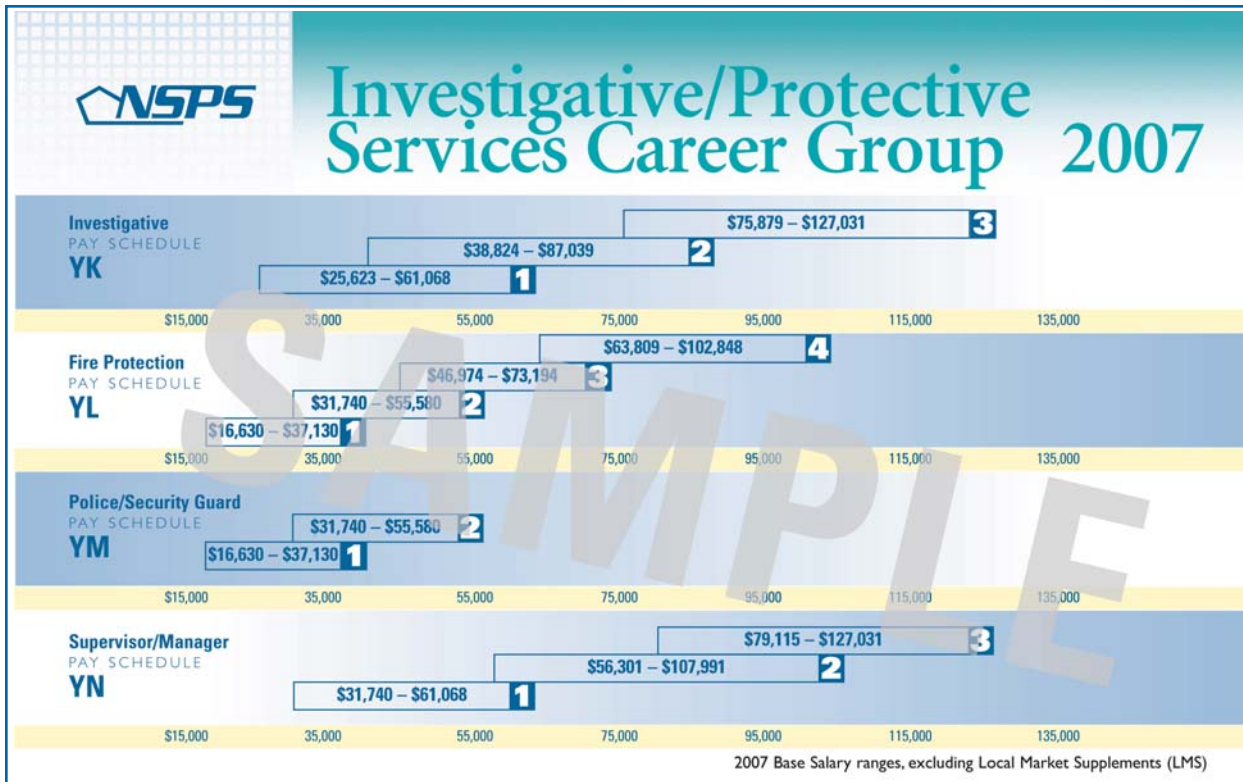 NSPS
Investigative/Protective
Services Career Group 2007
Investigative
PAY SCHEDULE
YK
$75,879 – $127,031 3
$38,824 – $87,039 2
$25,623 – $61,068 1
$15,000 35,000 55,000 75,000 95,000 115,000 135,000
Fire Protection
PAY SCHEDULE
YL
$63,809 – $102,848 4
$46,974 – $73,194 3
$31,740 – $55,580 2
$16,630 – $37,130 1
$15,000 35,000 55,000 75,000 95,000 115,000 135,000
Police/Security Guard
PAY SCHEDULE
YM
$31,740 – $55,580 2
$16,630 – $37,130 1
$15,000 35,000 55,000 75,000 95,000 115,000 135,000
Supervisor/Manager
PAY SCHEDULE
YN
$79,115 – $127,031 3
$56,301 – $107,991 2
$31,740 – $61,068 1
$15,000 35,000 55,000 75,000 95,000 115,000 135,000
2007 Base Salary ranges, excluding Local Market Supplements (LMS)
SAMPLE